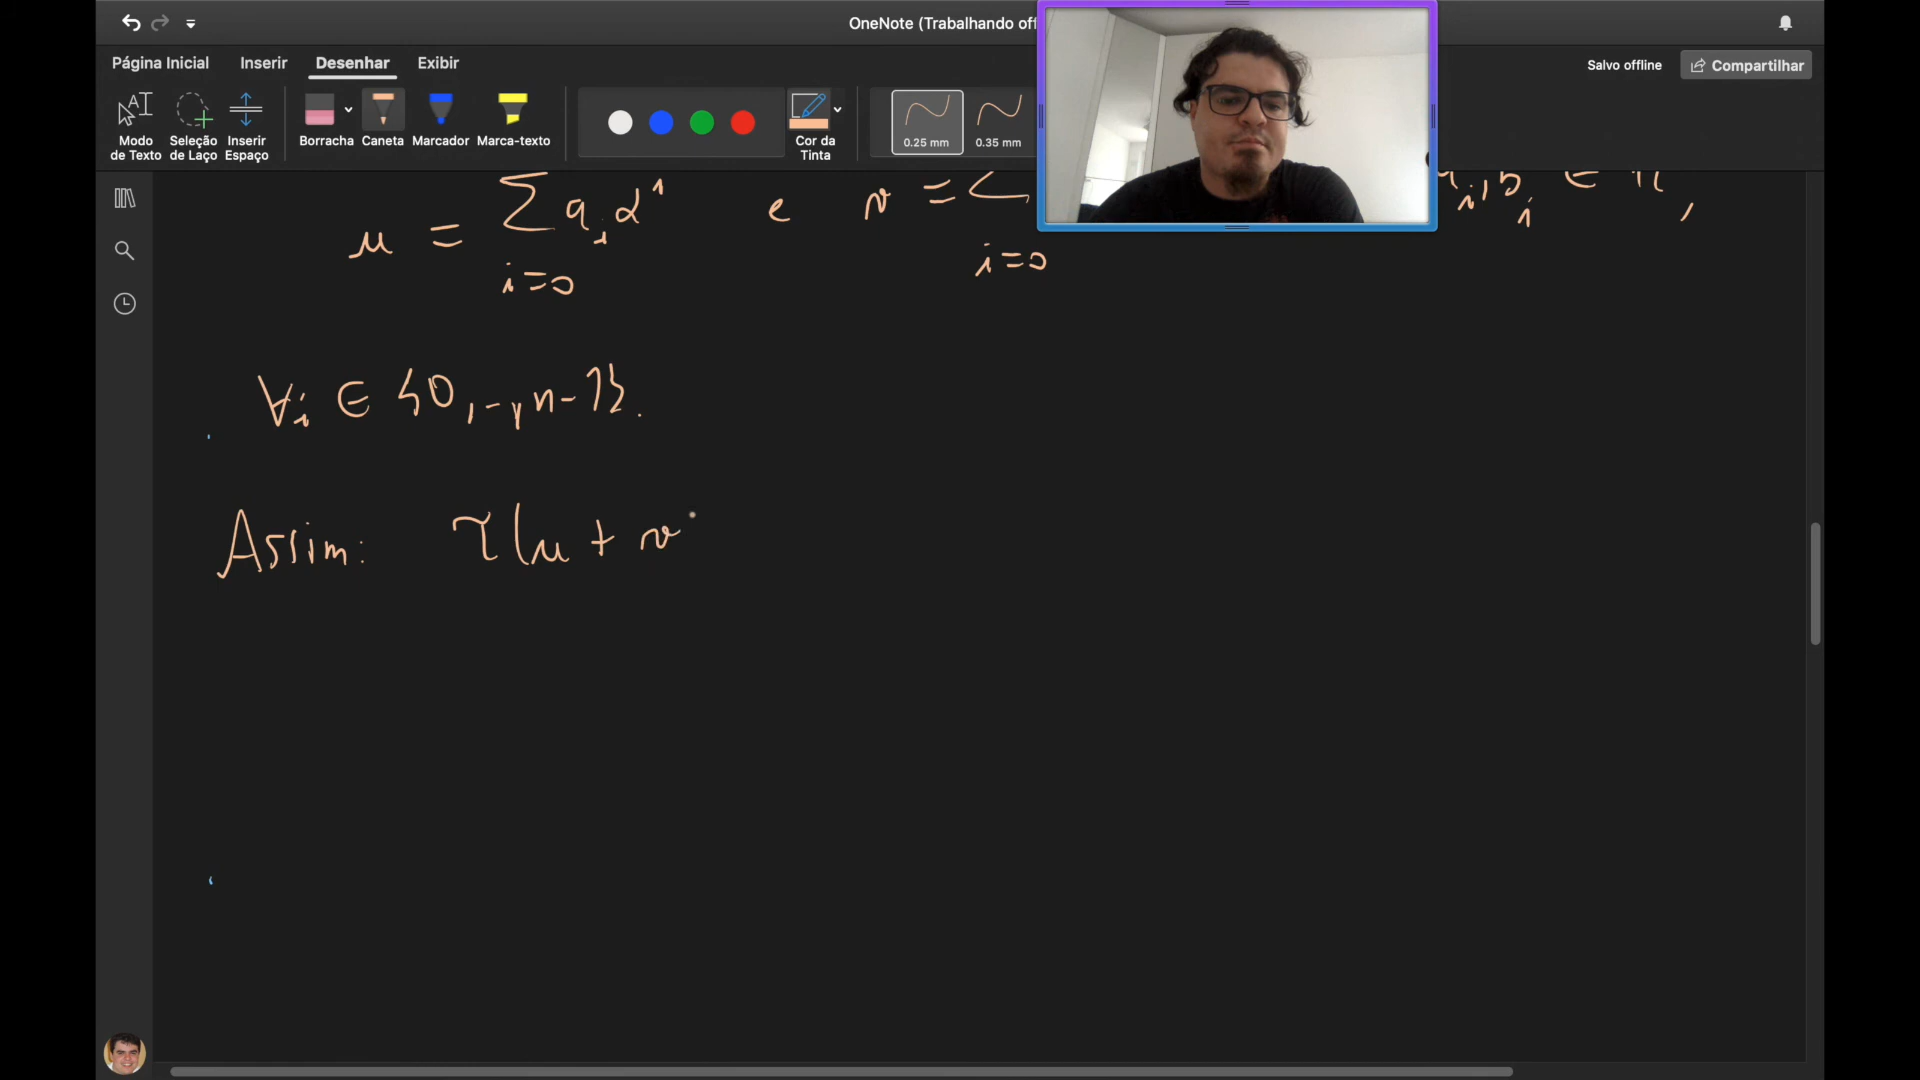 OneNote (Trabalhando off
Página Inicial Inserir Desenhar Exibir
Salvo offline Compartilhar
Modo de Texto Seleção de Laço Inserir Espaço Borracha Caneta Marcador Marca-texto Cor da Tinta 0.25 mm 0.35 mm
u = ∑ aᵢ αⁱ e v = ∑ aᵢ, bᵢ ∈ K,
i=0 i=0
∀i ∈ {0,--,n-1}.
Assim: τ(u + v